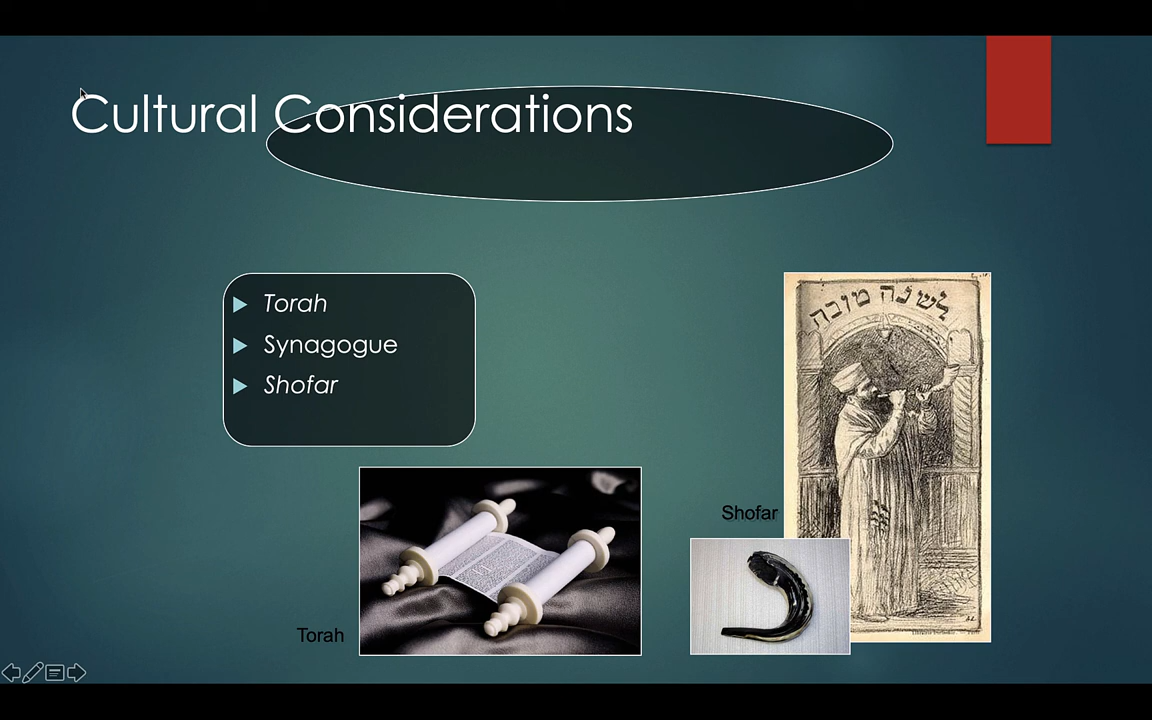 Cultural Considerations
Torah
Synagogue
Shofar
לשנה טובה
Shofar
Torah